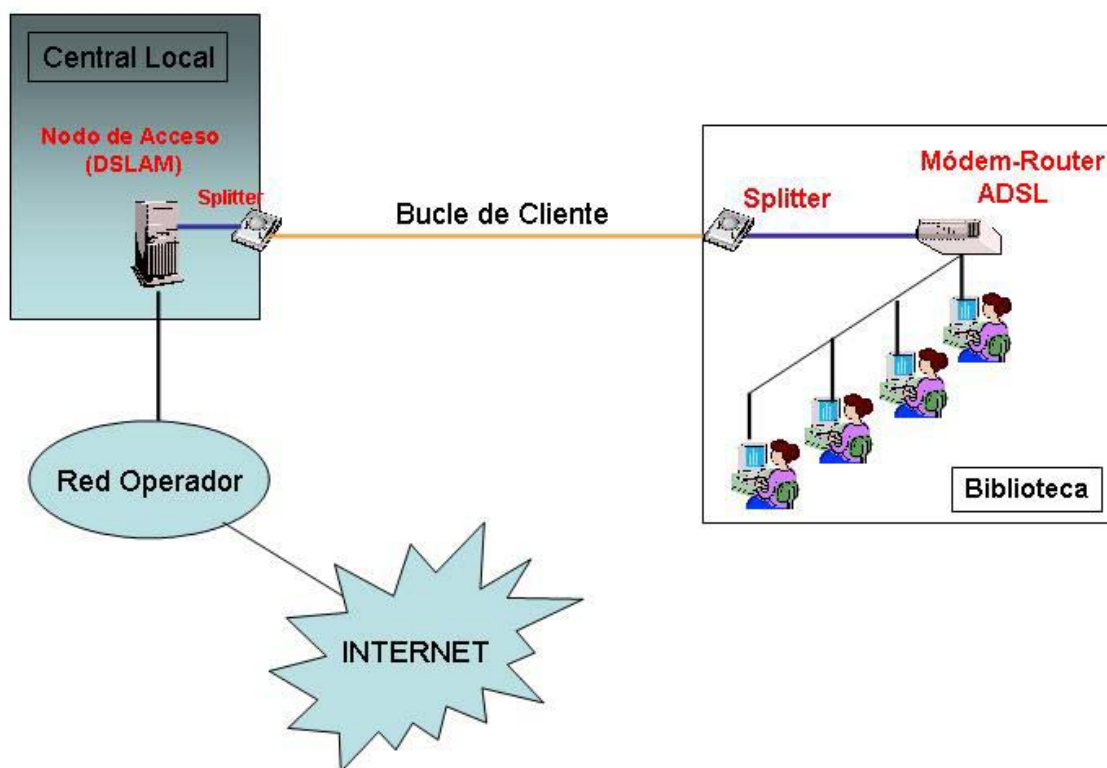 Central Local
Nodo de Acceso
(DSLAM)
Splitter
Bucle de Cliente
Splitter
Módem-Router
ADSL
Biblioteca
Red Operador
INTERNET